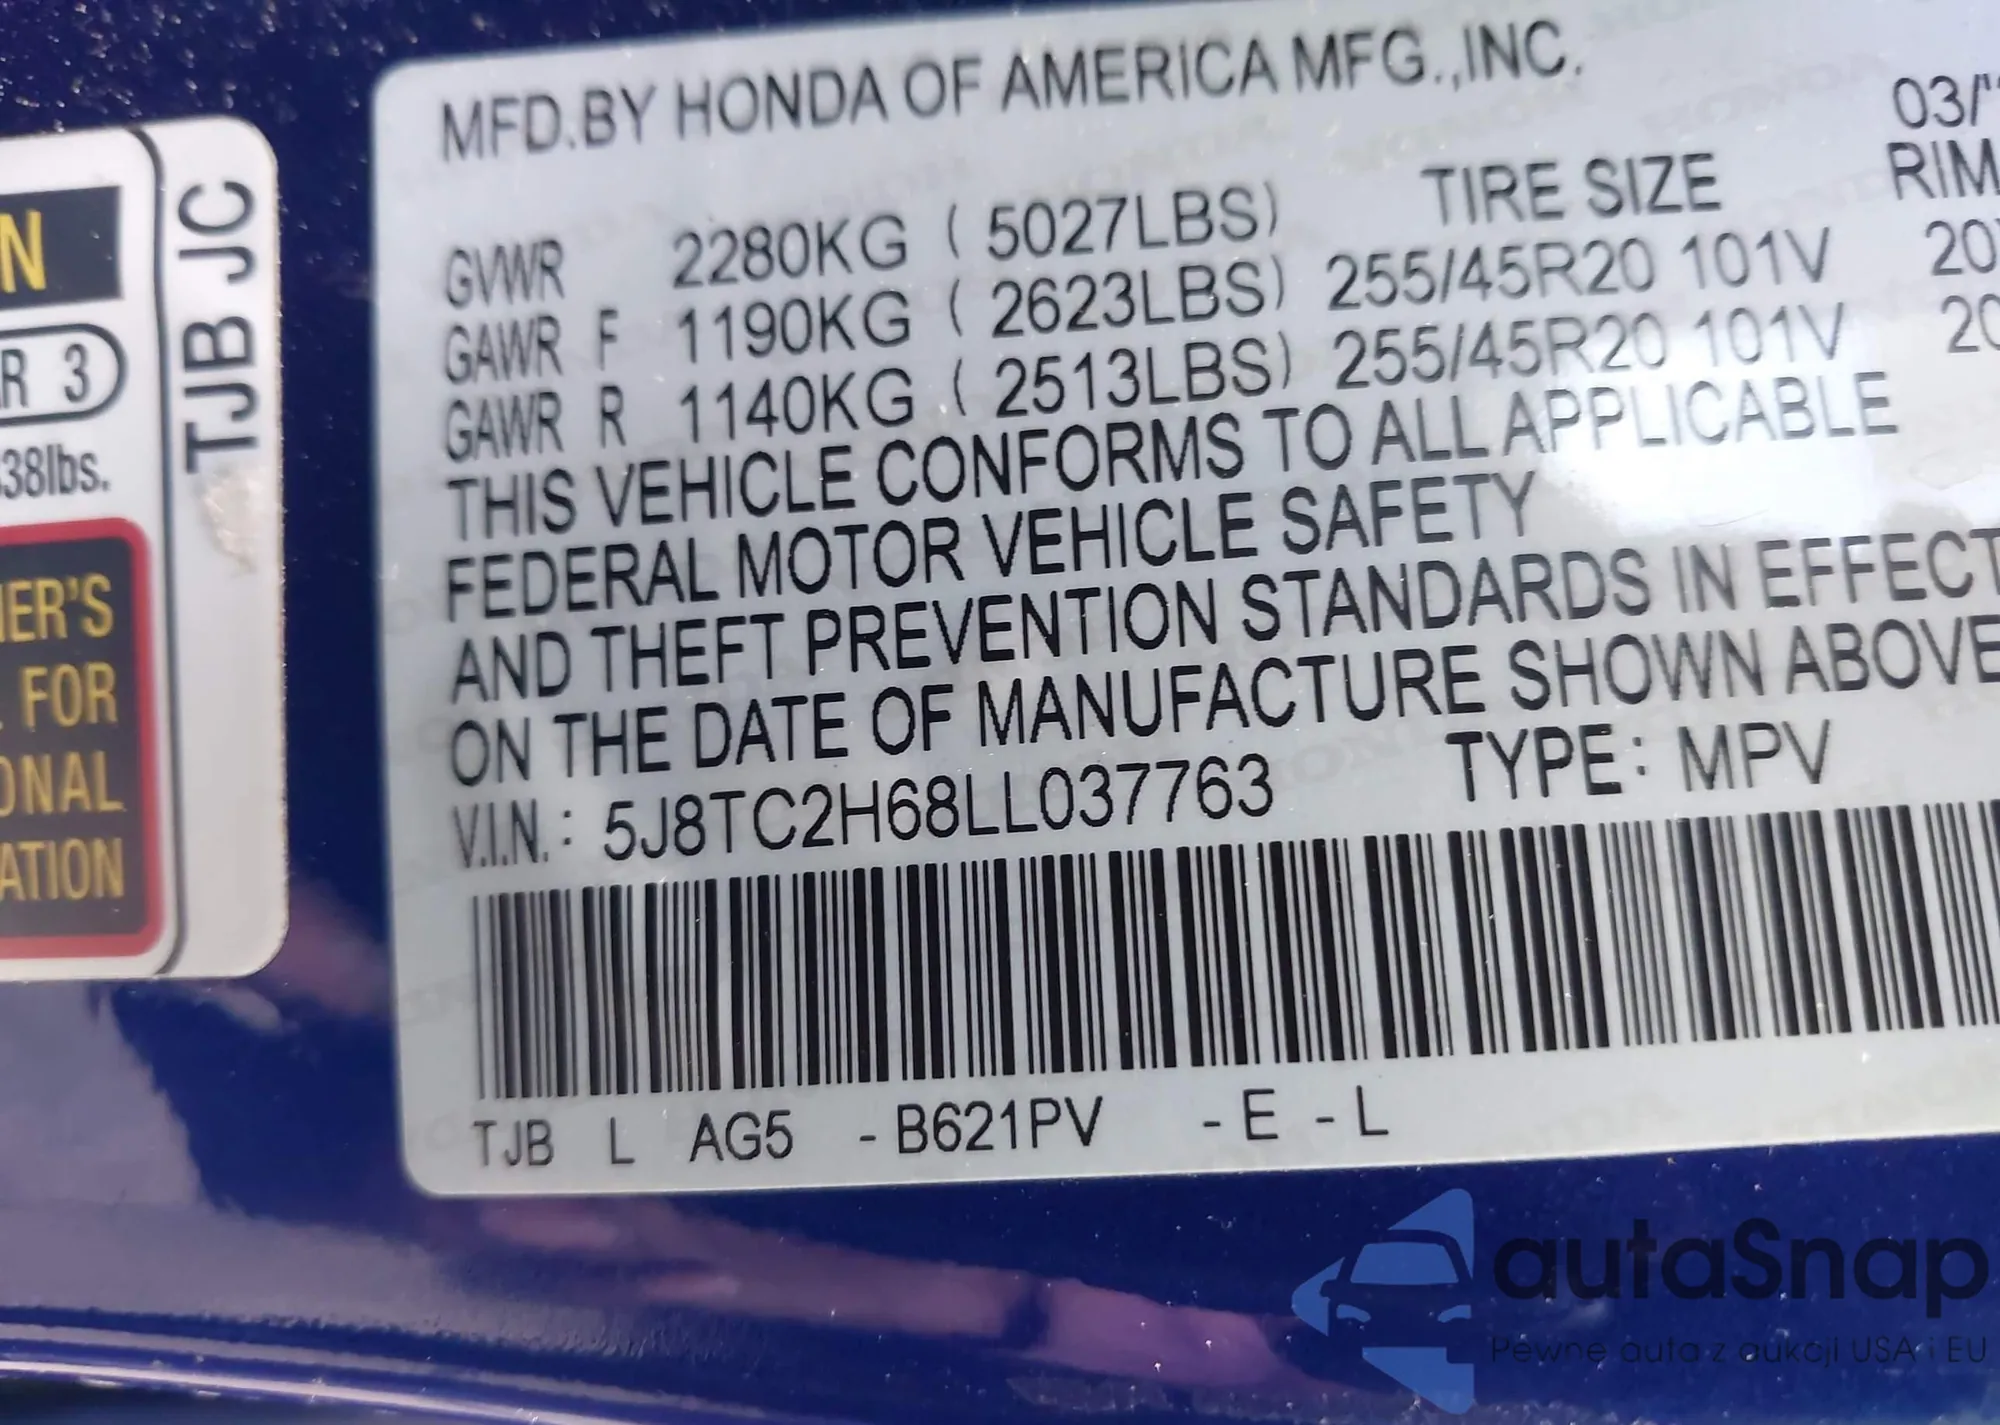 MFD.BY HONDA OF AMERICA MFG.,INC.
03/
GVWR 2280KG ( 5027LBS) TIRE SIZE RIM
GAWR F 1190KG ( 2623LBS) 255/45R20 101V 20
GAWR R 1140KG ( 2513LBS) 255/45R20 101V 20
THIS VEHICLE CONFORMS TO ALL APPLICABLE
FEDERAL MOTOR VEHICLE SAFETY
AND THEFT PREVENTION STANDARDS IN EFFECT
ON THE DATE OF MANUFACTURE SHOWN ABOVE
V.I.N.: 5J8TC2H68LL037763 TYPE: MPV
TJB L AG5 - B621PV - E - L
TJB JC
N
R 3
38lbs.
ER'S
FOR
ONAL
ATION
autaSnap
Pewne auta z aukcji USA i EU